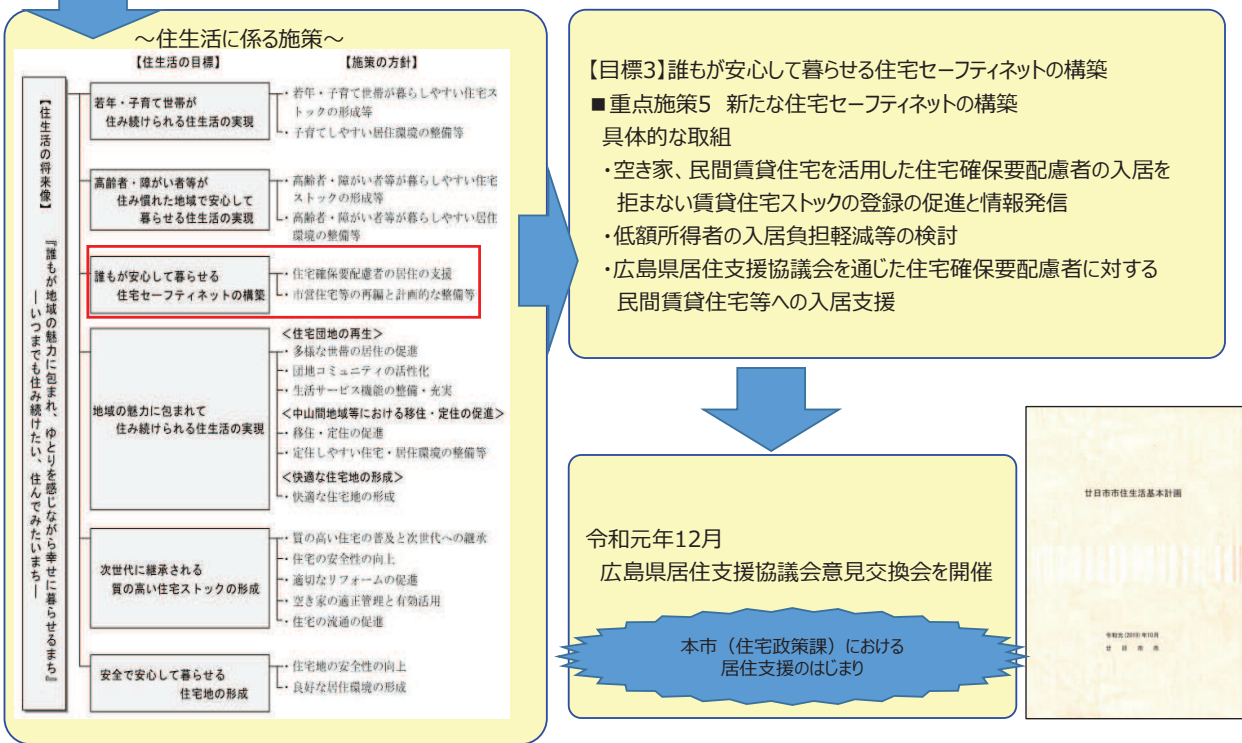 ~住生活に係る施策~
【住生活の目標】
【施策の方針】
【住生活の将来像】
『誰もが地域の魅力に包まれ、ゆとりを感じながら幸せに暮らせるまち』
―いつまでも住み続けたい、住んでみたいまち―
若年・子育て世帯が
住み続けられる住生活の実現
・若年・子育て世帯が暮らしやすい住宅ス
トックの形成等
・子育てしやすい居住環境の整備等
高齢者・障がい者等が
住み慣れた地域で安心して
暮らせる住生活の実現
・高齢者・障がい者等が暮らしやすい住宅
ストックの形成等
・高齢者・障がい者等が暮らしやすい居住
環境の整備等
誰もが安心して暮らせる
住宅セーフティネットの構築
・住宅確保要配慮者の居住の支援
・市営住宅等の再編と計画的な整備等
地域の魅力に包まれて
住み続けられる住生活の実現
<住宅団地の再生>
・多様な世帯の居住の促進
・団地コミュニティの活性化
・生活サービス機能の整備・充実
<中山間地域等における移住・定住の促進>
・移住・定住の促進
・定住しやすい住宅・居住環境の整備等
<快適な住宅地の形成>
・快適な住宅地の形成
次世代に継承される
質の高い住宅ストックの形成
・質の高い住宅の普及と次世代への継承
・住宅の安全性の向上
・適切なリフォームの促進
・空き家の適正管理と有効活用
・住宅の流通の促進
安全で安心して暮らせる
住宅地の形成
・住宅地の安全性の向上
・良好な居住環境の形成
【目標3】誰もが安心して暮らせる住宅セーフティネットの構築
■重点施策5 新たな住宅セーフティネットの構築
具体的な取組
・空き家、民間賃貸住宅を活用した住宅確保要配慮者の入居を
拒まない賃貸住宅ストックの登録の促進と情報発信
・低額所得者の入居負担軽減等の検討
・広島県居住支援協議会を通じた住宅確保要配慮者に対する
民間賃貸住宅等への入居支援
令和元年12月
広島県居住支援協議会意見交換会を開催
本市（住宅政策課）における
居住支援のはじまり
廿日市市住生活基本計画
令和元(2019)年10月
廿日市市